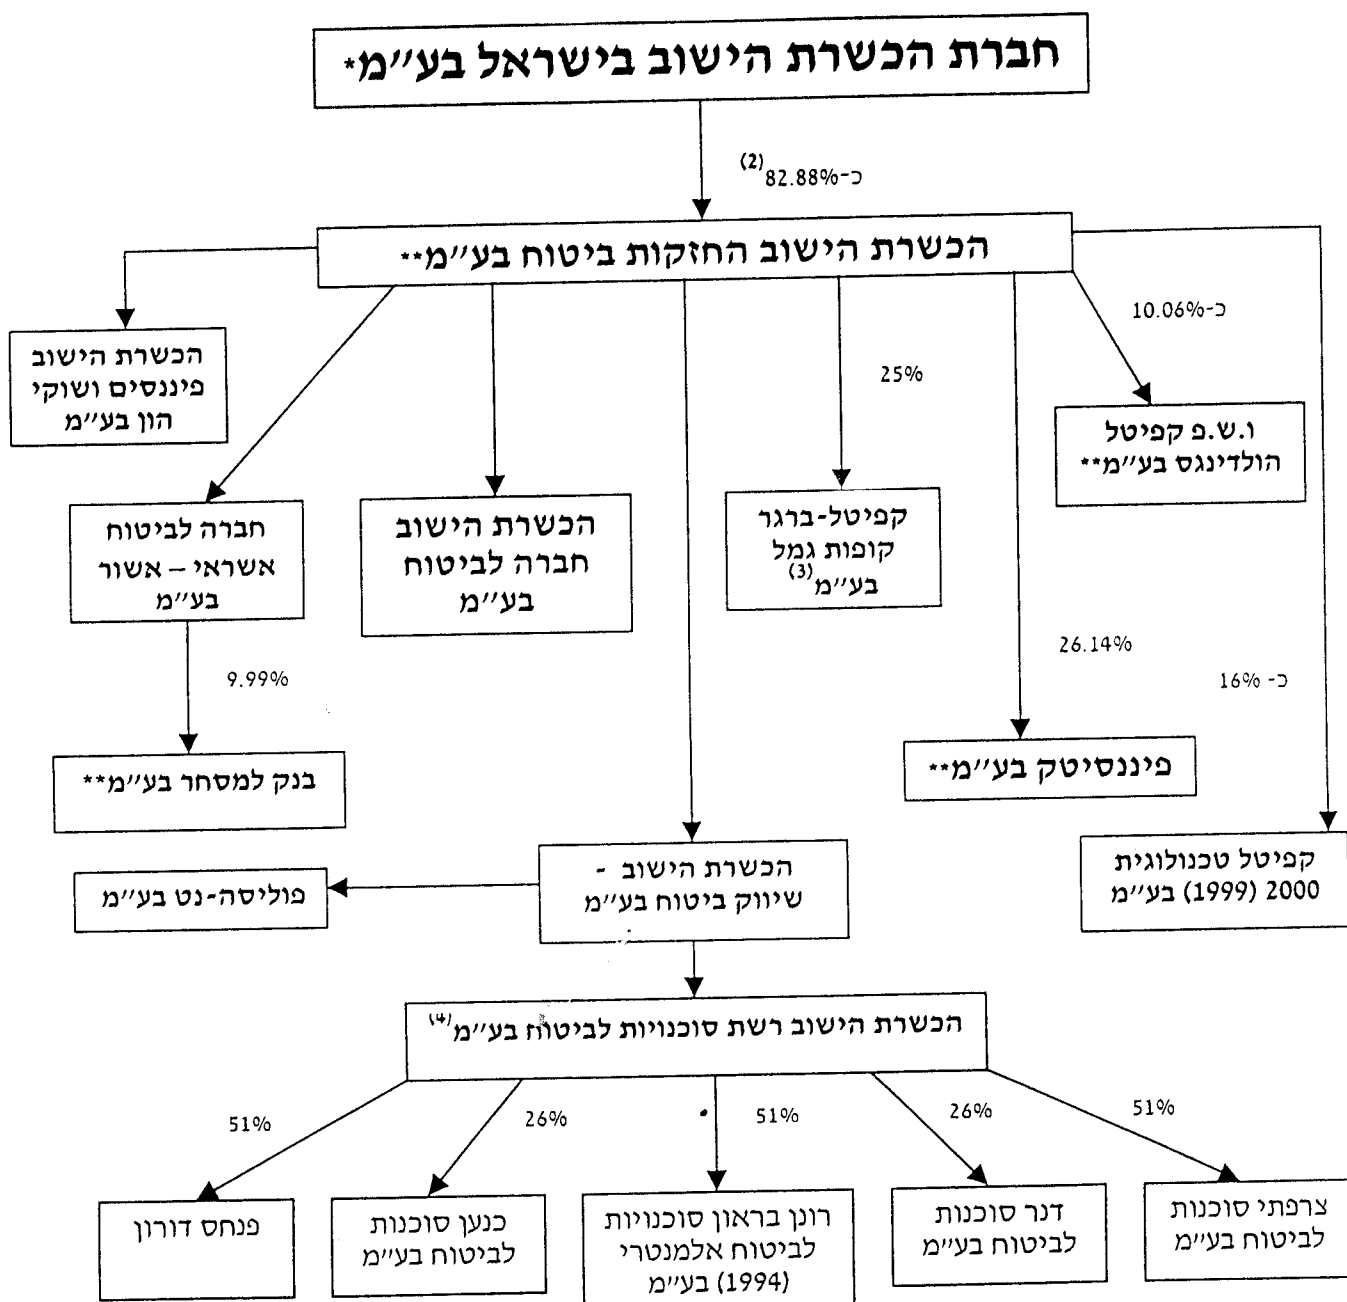 חברת הכשרת הישוב בישראל בע״מ*
כ-82.88%(2)
הכשרת הישוב החזקות ביטוח בע״מ**
כ-10.06%
הכשרת הישוב
פיננסים ושוקי
הון בע״מ
25%
ו.ש.פ קפיטל
הולדינגס בע״מ**
חברה לביטוח
אשראי – אשור
בע״מ
הכשרת הישוב
חברה לביטוח
בע״מ
קפיטל-ברגר
קופות גמל
בע״מ(3)
9.99%
26.14%
כ- 16%
בנק למסחר בע״מ**
פיננסיטק בע״מ**
קפיטל טכנולוגית
2000 (1999) בע״מ
הכשרת הישוב -
שיווק ביטוח בע״מ
פוליסה-נט בע״מ
הכשרת הישוב רשת סוכנויות לביטוח בע״מ(4)
51%
26%
51%
26%
51%
צרפתי סוכנות
לביטוח בע״מ
דנר סוכנות
לביטוח בע״מ
רונן בראון סוכנויות
לביטוח אלמנטרי
(1994) בע״מ
כנען סוכנות
לביטוח בע״מ
פנחס דורון